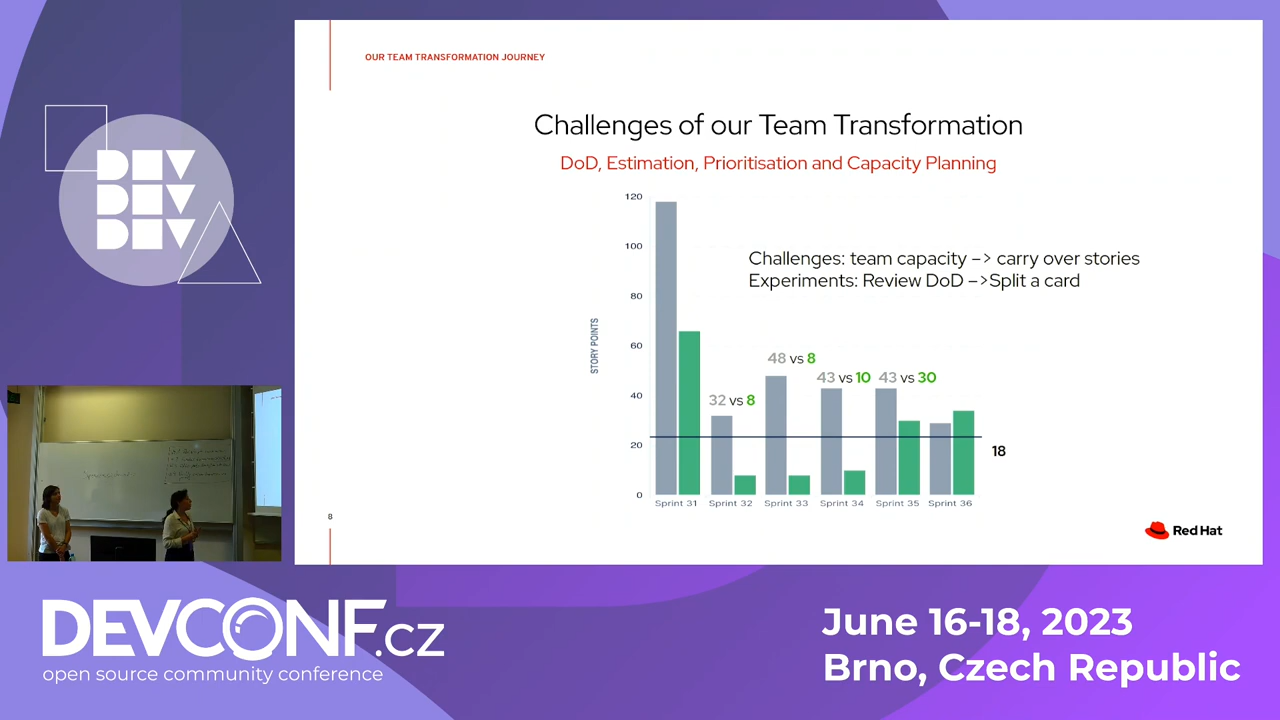 OUR TEAM TRANSFORMATION JOURNEY
Challenges of our Team Transformation
DoD, Estimation, Prioritisation and Capacity Planning
Challenges: team capacity –> carry over stories
Experiments: Review DoD –>Split a card
STORY POINTS
120
100
80
60
40
20
0
32 vs 8
48 vs 8
43 vs 10
43 vs 30
18
Sprint 31
Sprint 32
Sprint 33
Sprint 34
Sprint 35
Sprint 36
8
Red Hat
DEV
DEV
DEV
DEVCONF.cz
open source community conference
June 16-18, 2023
Brno, Czech Republic